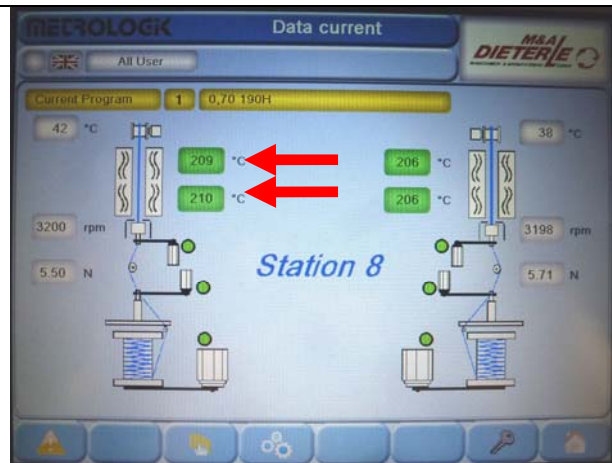 METROLOGIK
Data current
M&A
DIETERLE
All User
Current Program 1 0,70 190H
42 °C
38 °C
209 °C
206 °C
210 °C
206 °C
3200 rpm
3198 rpm
5.50 N
Station 8
5.71 N